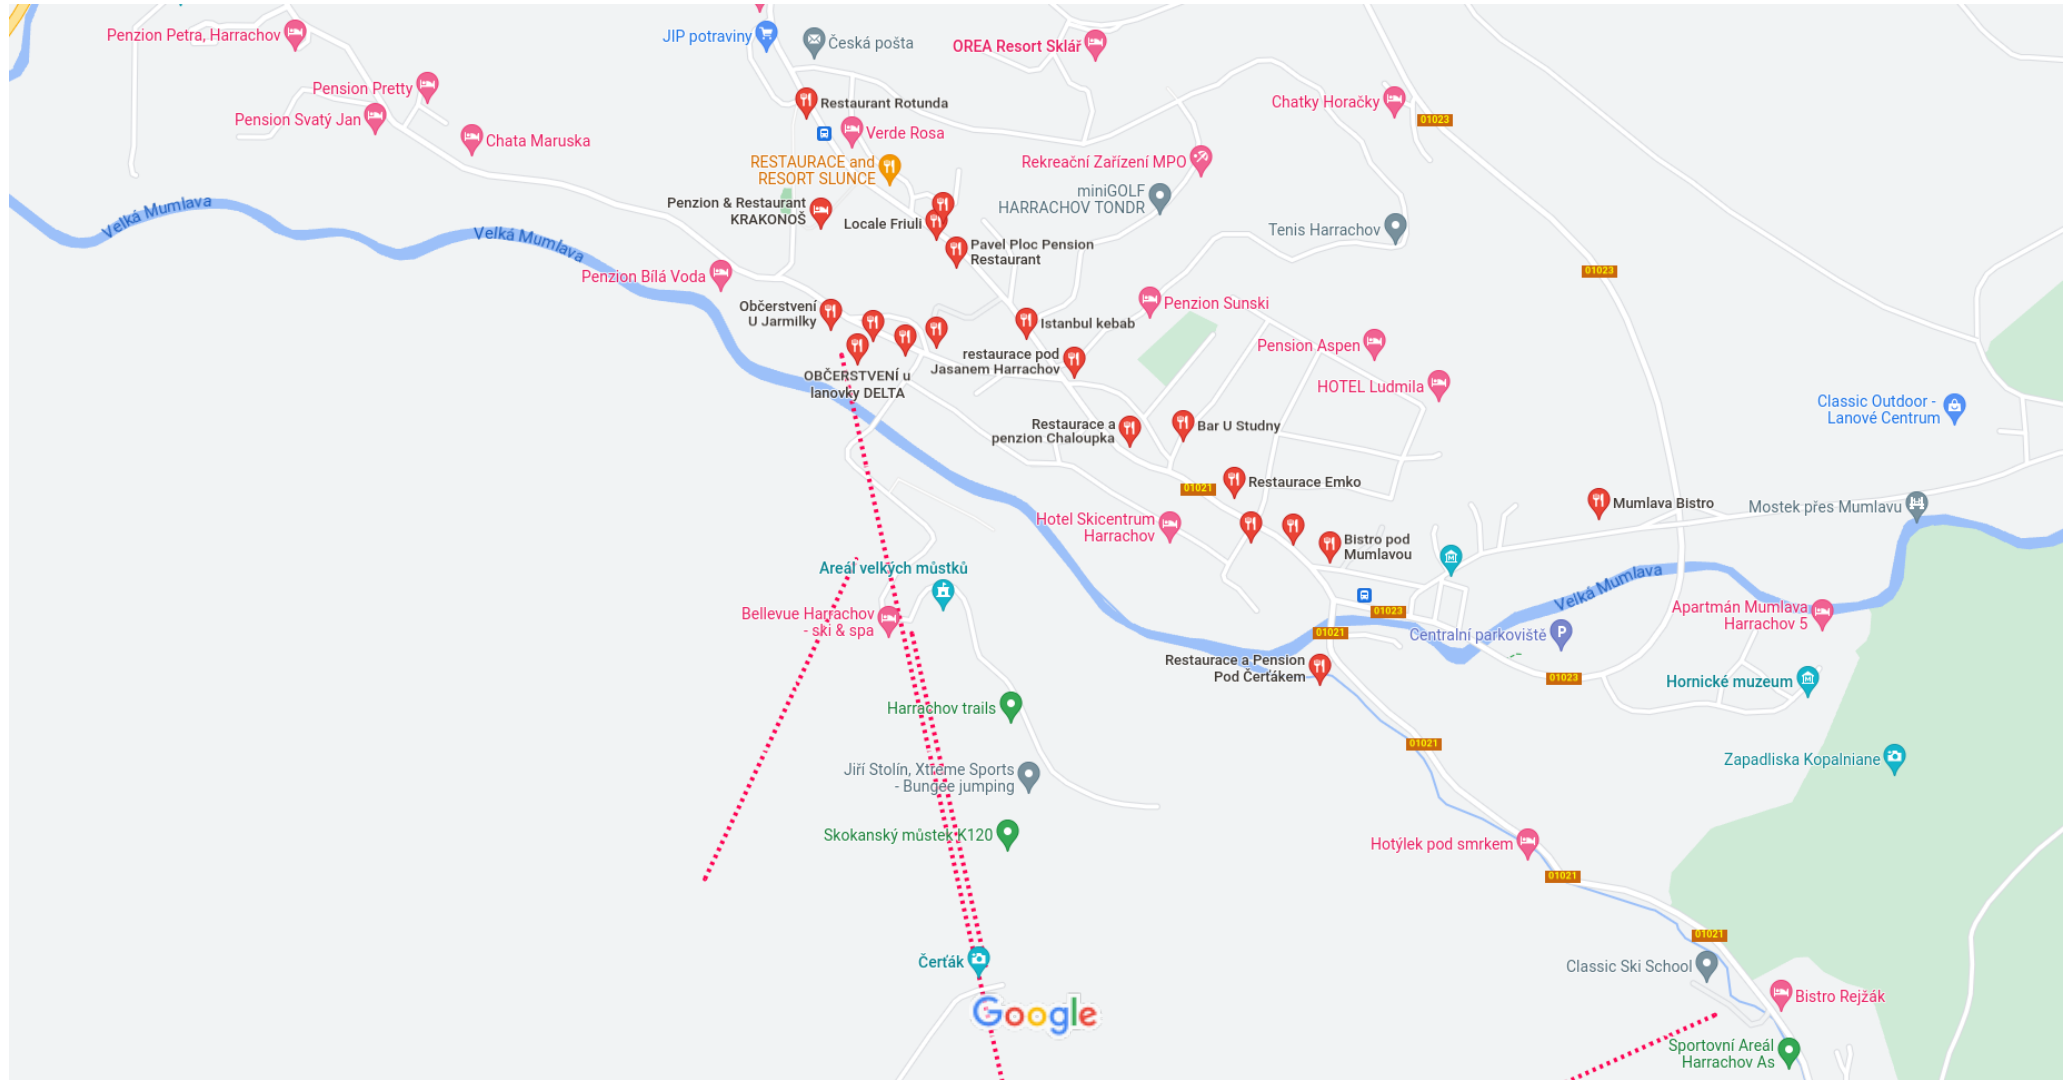 Penzion Petra, Harrachov
JIP potraviny
Česká pošta
OREA Resort Sklář
Pension Pretty
Pension Svatý Jan
Chata Maruska
Restaurant Rotunda
Verde Rosa
Chatky Horačky
01023
RESTAURACE and
RESORT SLUNCE
Rekreační Zařízení MPO
Penzion & Restaurant
KRAKONOŠ
Locale Friuli
miniGOLF
HARRACHOV TONDR
Tenis Harrachov
Velká Mumlava
Velká Mumlava
Pavel Ploc Pension
Restaurant
Penzion Bílá Voda
01023
Občerstvení
U Jarmilky
Penzion Sunski
Istanbul kebab
restaurace pod
Jasanem Harrachov
Pension Aspen
OBČERSTVENÍ u
lanovky DELTA
HOTEL Ludmila
Classic Outdoor -
Lanové Centrum
Restaurace a
penzion Chaloupka
Bar U Studny
01021
Restaurace Emko
Mumlava Bistro
Mostek přes Mumlavu
Hotel Skicentrum
Harrachov
Bistro pod
Mumlavou
Areál velkých můstků
Velká Mumlava
Bellevue Harrachov
- ski & spa
01023
01021
Centralní parkoviště
P
Apartmán Mumlava
Harrachov 5
Restaurace a Pension
Pod Čerťákem
01023
Hornické muzeum
Harrachov trails
01021
Zapadliska Kopalniane
Jiří Stolín, Xtreme Sports
- Bungee jumping
Skokanský můstek K120
Hotýlek pod smrkem
01021
01021
Čerťák
Classic Ski School
Bistro Rejžák
Google
Sportovní Areál
Harrachov As